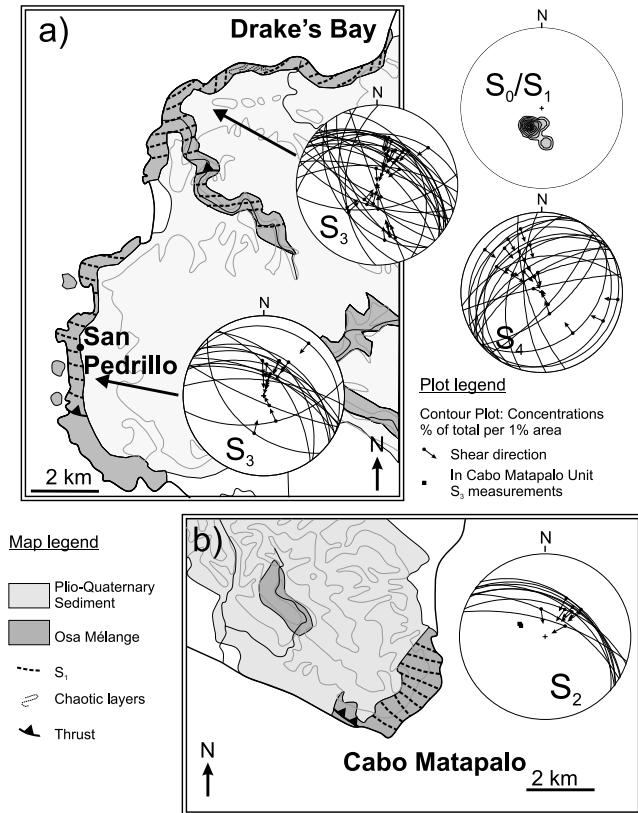 a)
Drake's Bay
N
S3
San
Pedrillo
N
S3
N
2 km
N
S0/S1
N
S4
Plot legend
Contour Plot: Concentrations
% of total per 1% area
Shear direction
In Cabo Matapalo Unit
S3 measurements
Map legend
Plio-Quaternary
Sediment
Osa Mélange
S1
Chaotic layers
Thrust
b)
N
S2
N
Cabo Matapalo
2 km